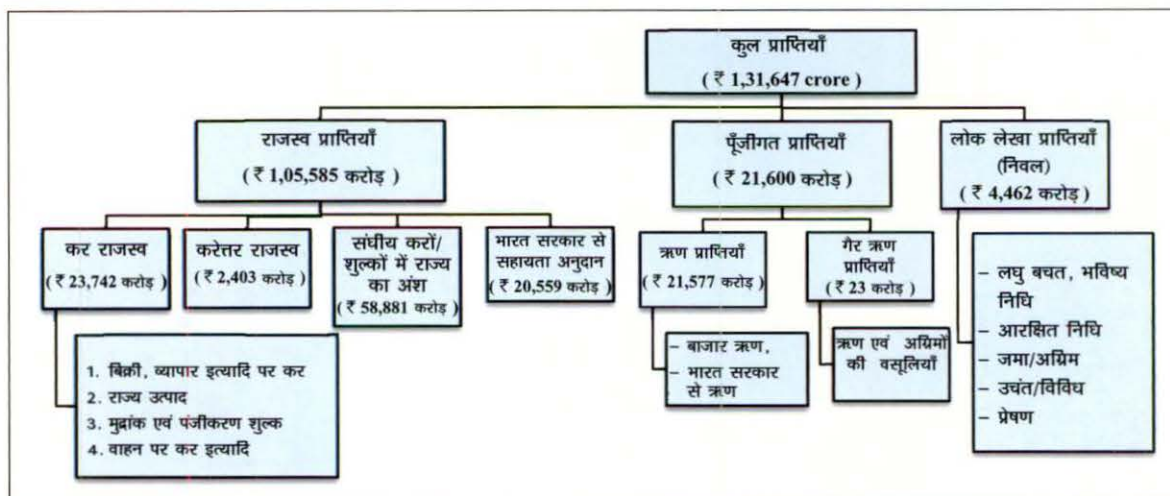 कुल प्राप्तियाँ
( ₹ 1,31,647 crore )
राजस्व प्राप्तियाँ
( ₹ 1,05,585 करोड़ )
पूँजीगत प्राप्तियाँ
( ₹ 21,600 करोड़ )
लोक लेखा प्राप्तियाँ
(निवल)
( ₹ 4,462 करोड़ )
कर राजस्व
( ₹ 23,742 करोड़ )
करेत्तर राजस्व
( ₹ 2,403 करोड़ )
संघीय करों/
शुल्कों में राज्य
का अंश
( ₹ 58,881 करोड़ )
भारत सरकार से
सहायता अनुदान
( ₹ 20,559 करोड़ )
ऋण प्राप्तियाँ
( ₹ 21,577 करोड़ )
गैर ऋण
प्राप्तियाँ
( ₹ 23 करोड़ )
1. बिक्री, व्यापार इत्यादि पर कर
2. राज्य उत्पाद
3. मुद्रांक एवं पंजीकरण शुल्क
4. वाहन पर कर इत्यादि
– बाजार ऋण,
– भारत सरकार
से ऋण
ऋण एवं अग्रिमों
की वसूलियाँ
– लघु बचत, भविष्य
निधि
– आरक्षित निधि
– जमा/अग्रिम
– उचंत/विविध
– प्रेषण